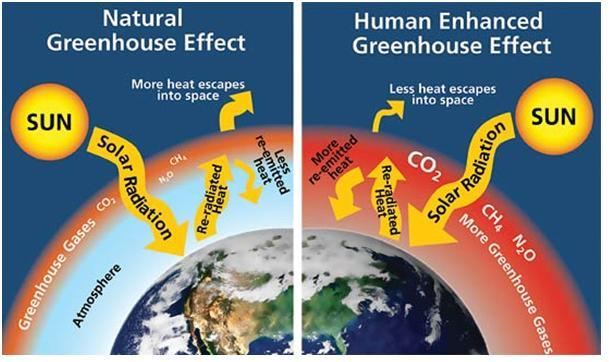 Natural
Greenhouse Effect
More heat escapes
into space
SUN
Solar Radiation
CH₄
N₂O
CO₂
Re-radiated
Heat
Less
re-emitted
heat
Greenhouse Gases
Atmosphere
Human Enhanced
Greenhouse Effect
Less heat escapes
into space
SUN
More
re-emitted
heat
Re-radiated
Heat
CO₂
Solar Radiation
CH₄
N₂O
More Greenhouse Gases